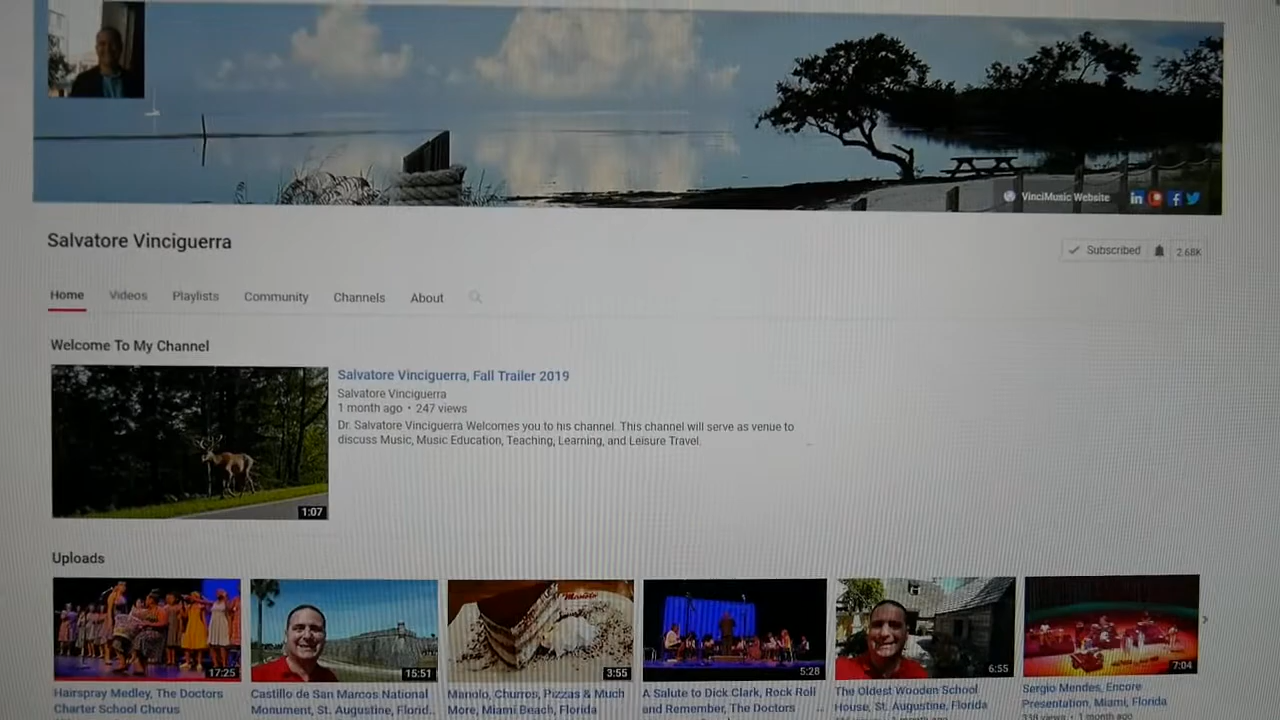 VinciMusic Website
Salvatore Vinciguerra
Subscribed 2.68K
Home Videos Playlists Community Channels About
Welcome To My Channel
Salvatore Vinciguerra, Fall Trailer 2019
Salvatore Vinciguerra
1 month ago • 247 views
Dr. Salvatore Vinciguerra Welcomes you to his channel. This channel will serve as venue to
discuss Music, Music Education, Teaching, Learning, and Leisure Travel.
1:07
Uploads
17:25 15:51 3:55 5:28 6:55 7:04
Hairspray Medley, The Doctors
Charter School Chorus
Castillo de San Marcos National
Monument, St. Augustine, Florid...
Manolo, Churros, Pizzas & Much
More, Miami Beach, Florida
A Salute to Dick Clark, Rock Roll
and Remember, The Doctors ...
The Oldest Wooden School
House, St. Augustine, Florida
Sergio Mendes, Encore
Presentation, Miami, Florida
1 month ago